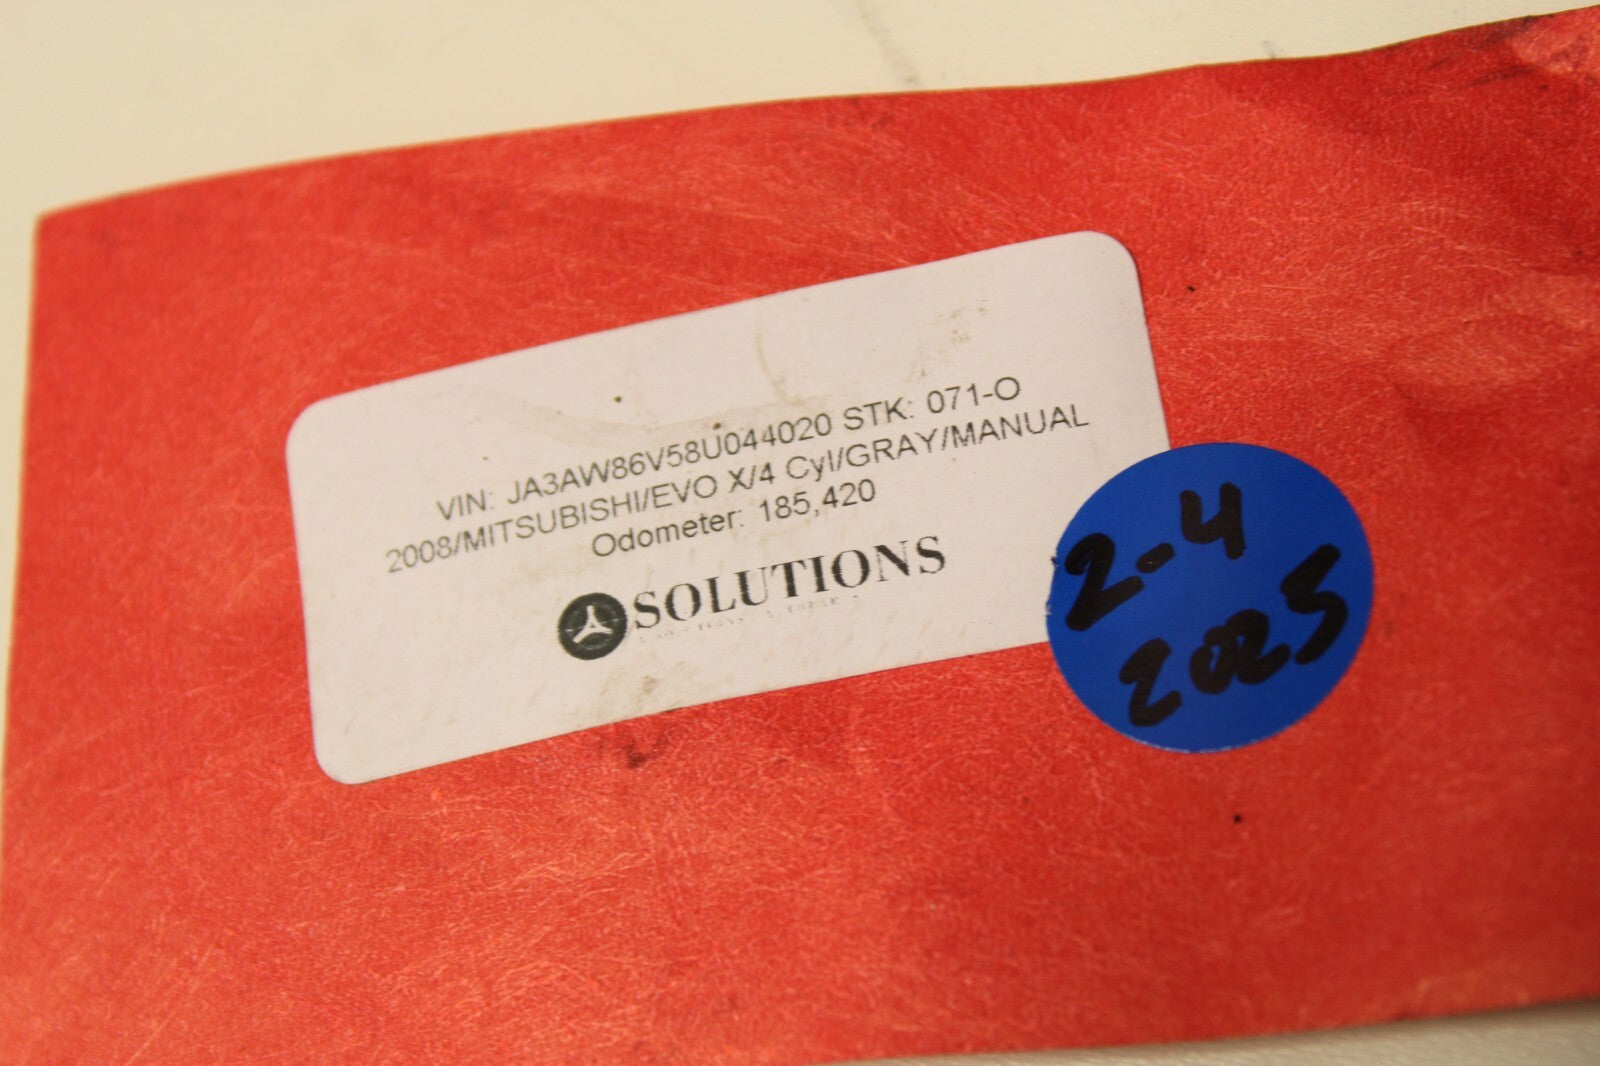 VIN: JA3AW86V58U044020 STK: 071-O
2008/MITSUBISHI/EVO X/4 Cyl/GRAY/MANUAL
Odometer: 185,420
SOLUTIONS
2-4
2025